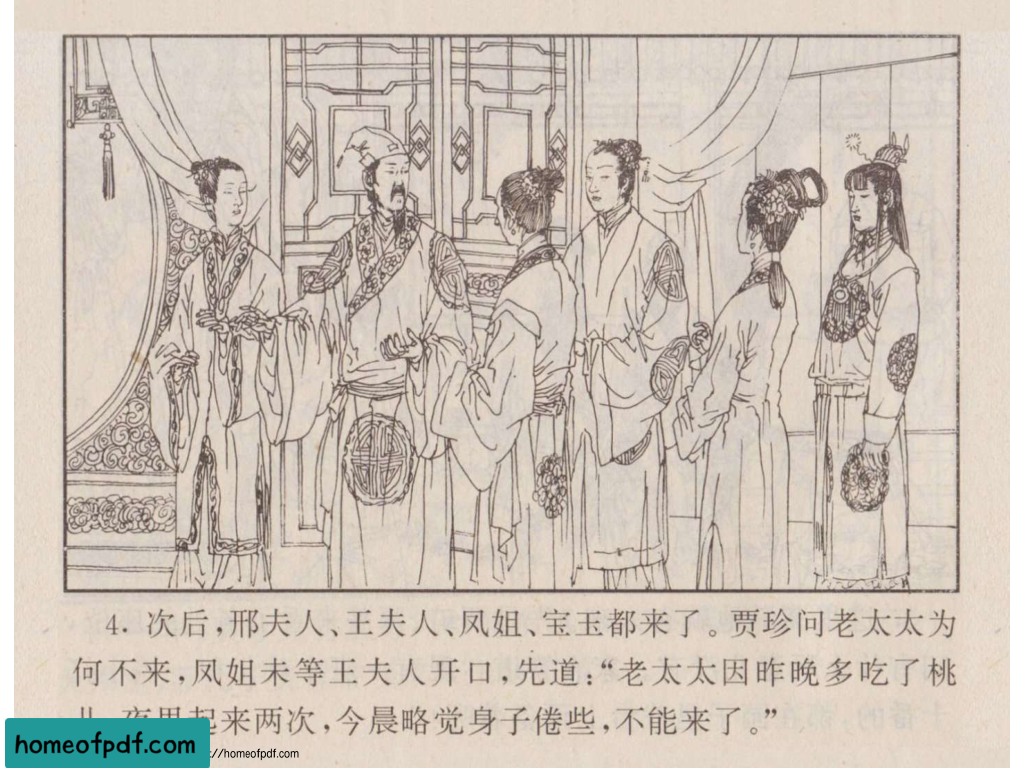 4. 次后，邢夫人、王夫人、凤姐、宝玉都来了。贾珍问老太太为
何不来，凤姐未等王夫人开口，先道：“老太太因昨晚多吃了桃
起来两次，今晨略觉身子倦些，不能来了。”
homeofpdf.com
://homeofpdf.com